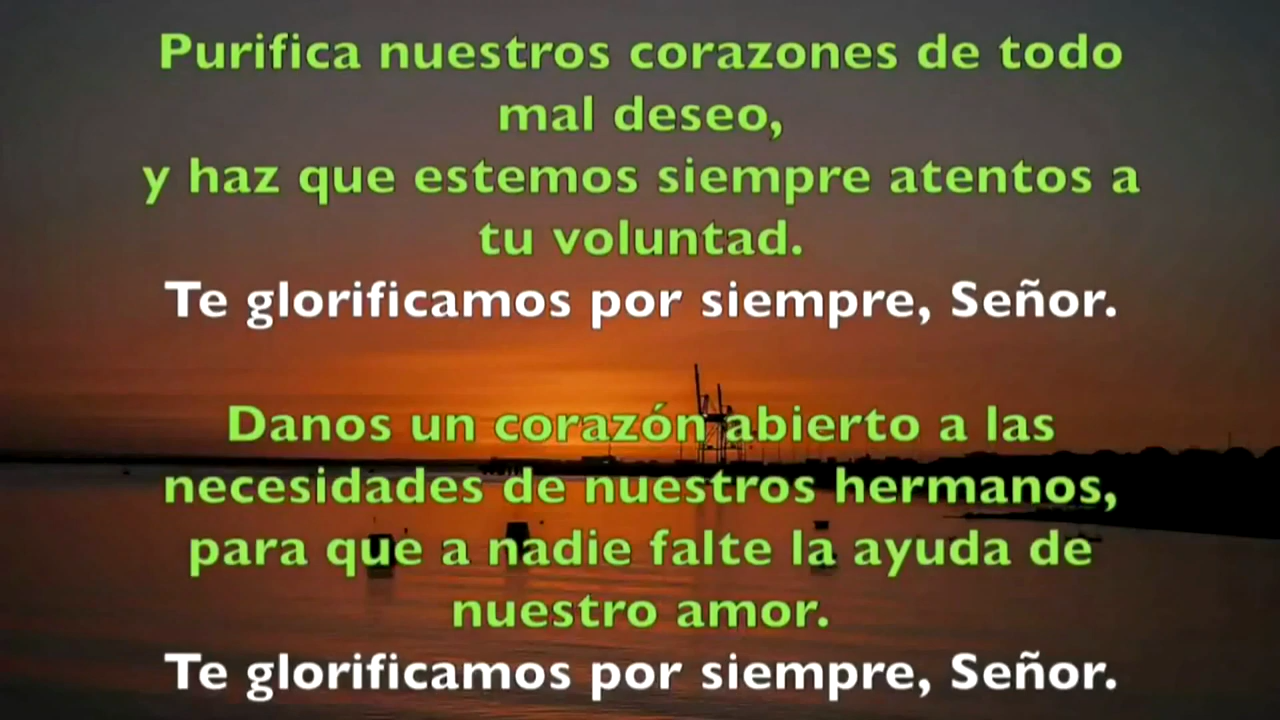 Purifica nuestros corazones de todo
mal deseo,
y haz que estemos siempre atentos a
tu voluntad.
Te glorificamos por siempre, Señor.
Danos un corazón abierto a las
necesidades de nuestros hermanos,
para que a nadie falte la ayuda de
nuestro amor.
Te glorificamos por siempre, Señor.